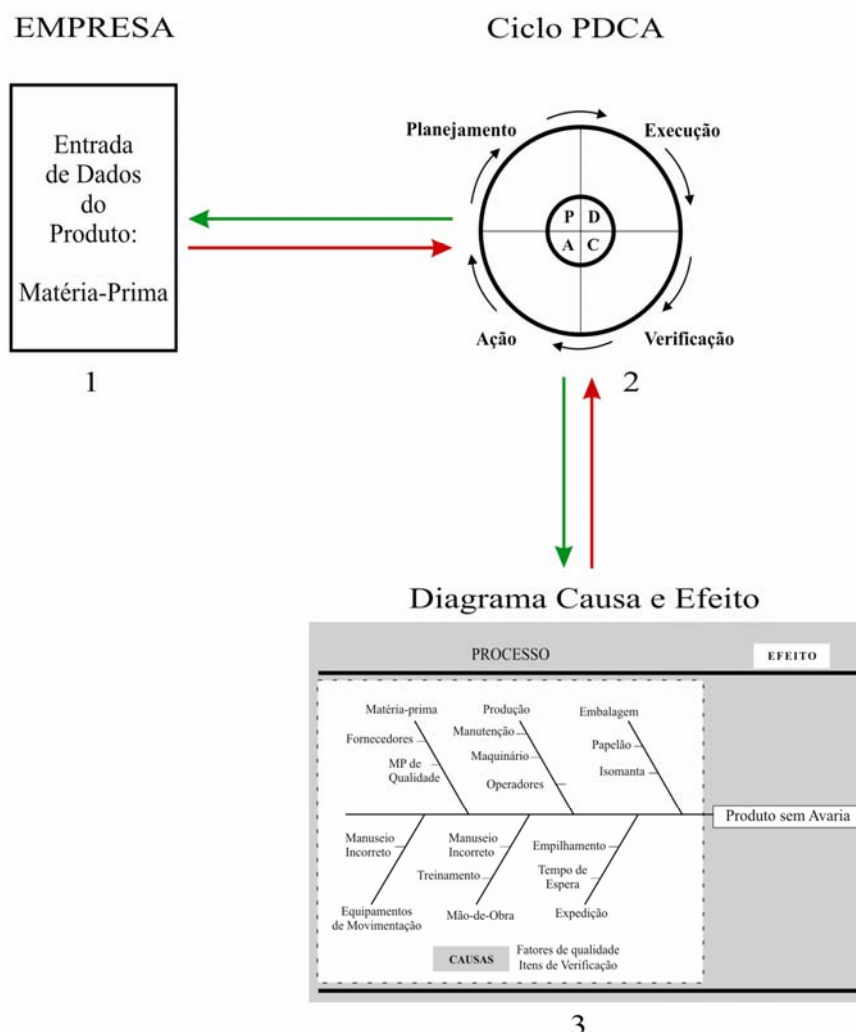 EMPRESA
Ciclo PDCA
Entrada
de Dados
do
Produto:
Matéria-Prima
1
Planejamento
Execução
P D
A C
Ação
Verificação
2
Diagrama Causa e Efeito
PROCESSO
EFEITO
Matéria-prima
Fornecedores
MP de
Qualidade
Produção
Manutenção
Maquinário
Operadores
Embalagem
Papelão
Isomanta
Produto sem Avaria
Manuseio
Incorreto
Equipamentos
de Movimentação
Manuseio
Incorreto
Treinamento
Mão-de-Obra
Empilhamento
Tempo de
Espera
Expedição
CAUSAS
Fatores de qualidade
Itens de Verificação
3